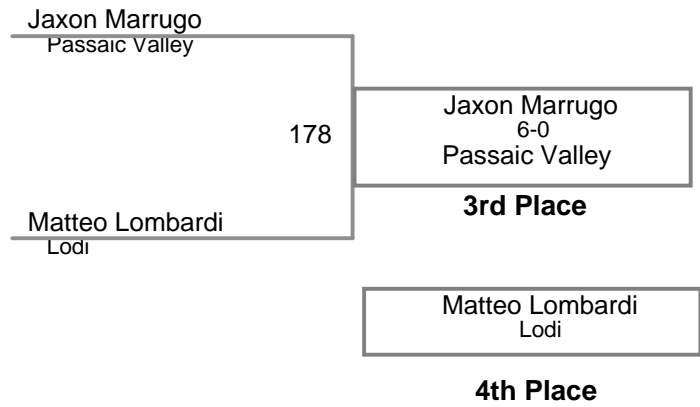 Jaxon Marrugo
Passaic Valley
178
Jaxon Marrugo
6-0
Passaic Valley
3rd Place
Matteo Lombardi
Lodi
Matteo Lombardi
Lodi
4th Place